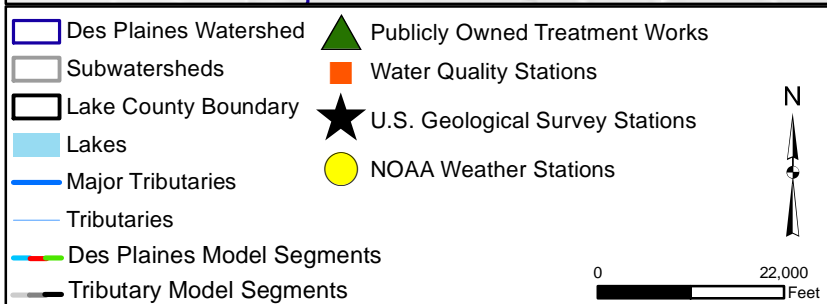 Des Plaines Watershed
Subwatersheds
Lake County Boundary
Lakes
Major Tributaries
Tributaries
Des Plaines Model Segments
Tributary Model Segments
Publicly Owned Treatment Works
Water Quality Stations
U.S. Geological Survey Stations
NOAA Weather Stations
N
0 22,000
Feet